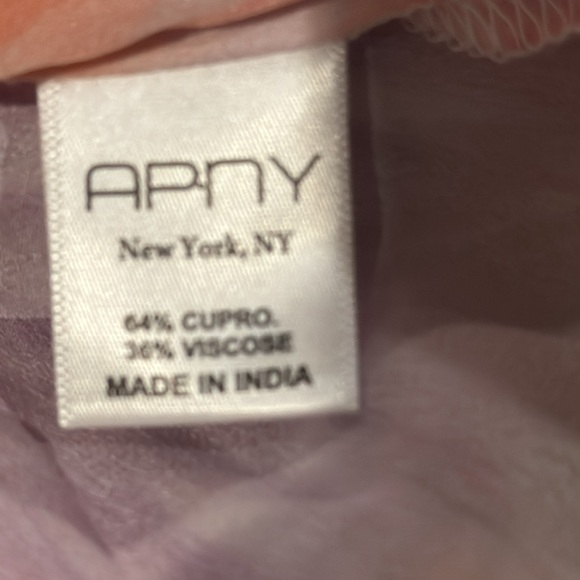 APNY
New York, NY
64% CUPRO.
36% VISCOSE
MADE IN INDIA